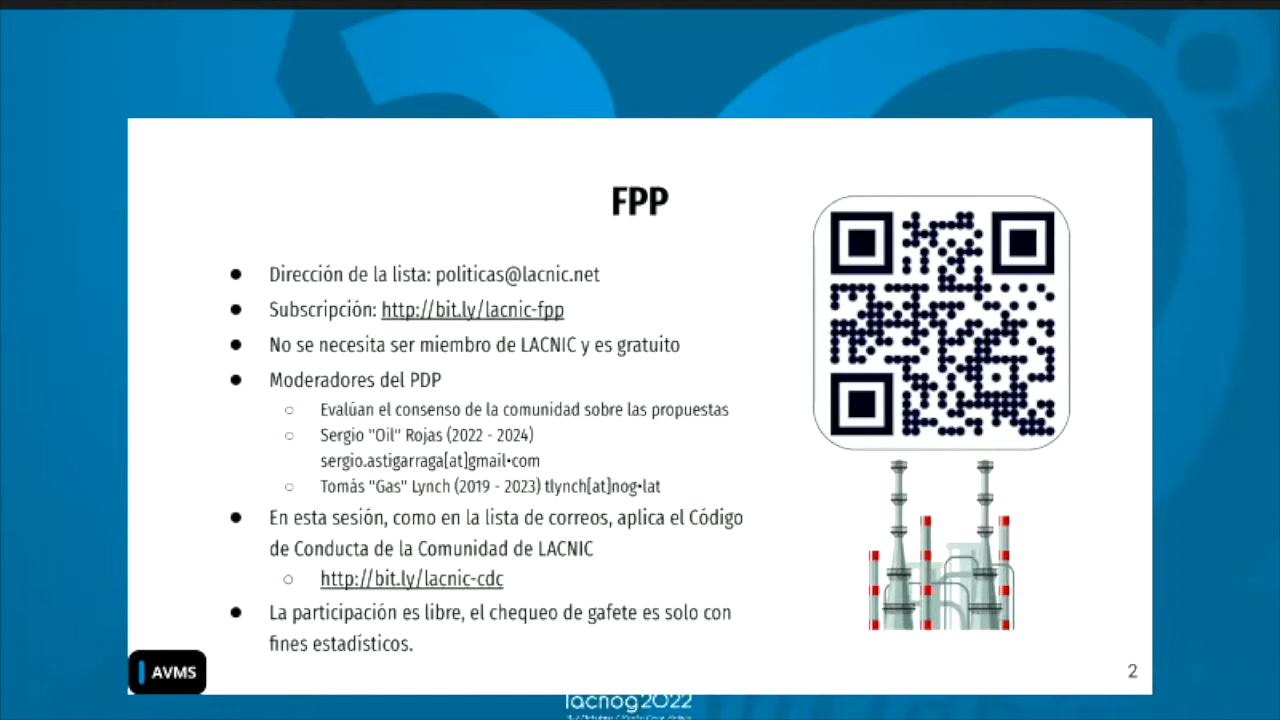 FPP
● Dirección de la lista: politicas@lacnic.net
● Subscripción: http://bit.ly/lacnic-fpp
● No se necesita ser miembro de LACNIC y es gratuito
● Moderadores del PDP
○ Evalúan el consenso de la comunidad sobre las propuestas
○ Sergio "Oil" Rojas (2022 - 2024)
sergio.astigarraga[at]gmail•com
○ Tomás "Gas" Lynch (2019 - 2023) tlynch[at]nog•lat
● En esta sesión, como en la lista de correos, aplica el Código
de Conducta de la Comunidad de LACNIC
○ http://bit.ly/lacnic-cdc
● La participación es libre, el chequeo de gafete es solo con
fines estadísticos.
AVMS
2
lacnog2022